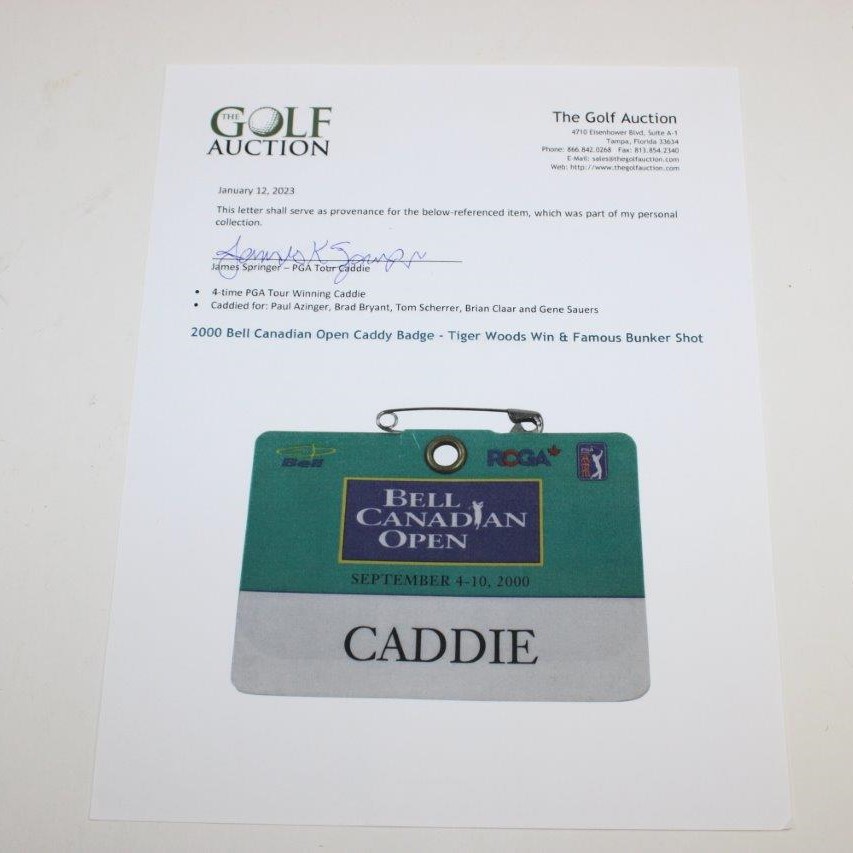 THE
GOLF
AUCTION
The Golf Auction
4710 Eisenhower Blvd, Suite A-1
Tampa, Florida 33634
Phone: 866.842.0268 Fax: 813.854.2340
E-Mail: sales@thegolfauction.com
Web: http://www.thegolfauction.com
January 12, 2023
This letter shall serve as provenance for the below-referenced item, which was part of my personal
collection.
James K Springer
James Springer – PGA Tour Caddie
• 4-time PGA Tour Winning Caddie
• Caddied for: Paul Azinger, Brad Bryant, Tom Scherrer, Brian Claar and Gene Sauers
2000 Bell Canadian Open Caddy Badge - Tiger Woods Win & Famous Bunker Shot
Bell
RCGA
BELL
CANADIAN
OPEN
SEPTEMBER 4-10, 2000
CADDIE